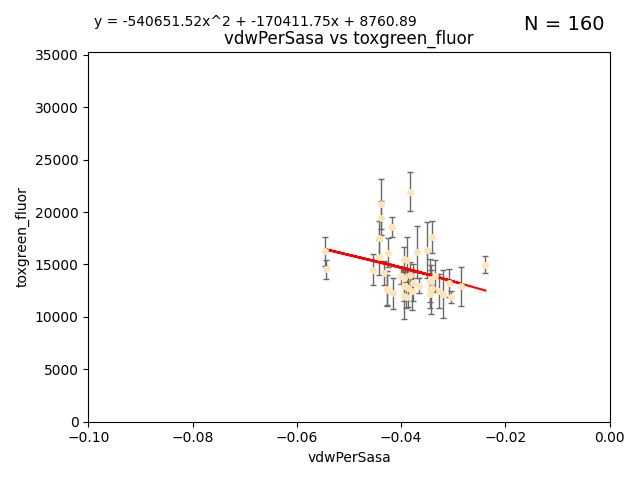 y = -540651.52x^2 + -170411.75x + 8760.89
N = 160
vdwPerSasa vs toxgreen_fluor
35000
30000
25000
20000
15000
10000
5000
0
toxgreen_fluor
−0.10
−0.08
−0.06
−0.04
−0.02
0.00
vdwPerSasa